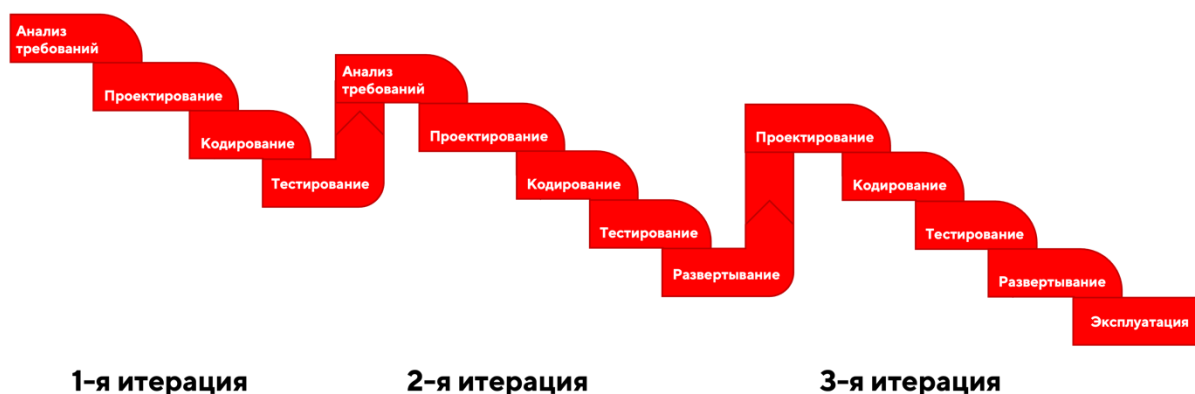 Анализ
требований
Проектирование
Кодирование
Тестирование
Анализ
требований
Проектирование
Кодирование
Тестирование
Развертывание
Проектирование
Кодирование
Тестирование
Развертывание
Эксплуатация
1-я итерация
2-я итерация
3-я итерация